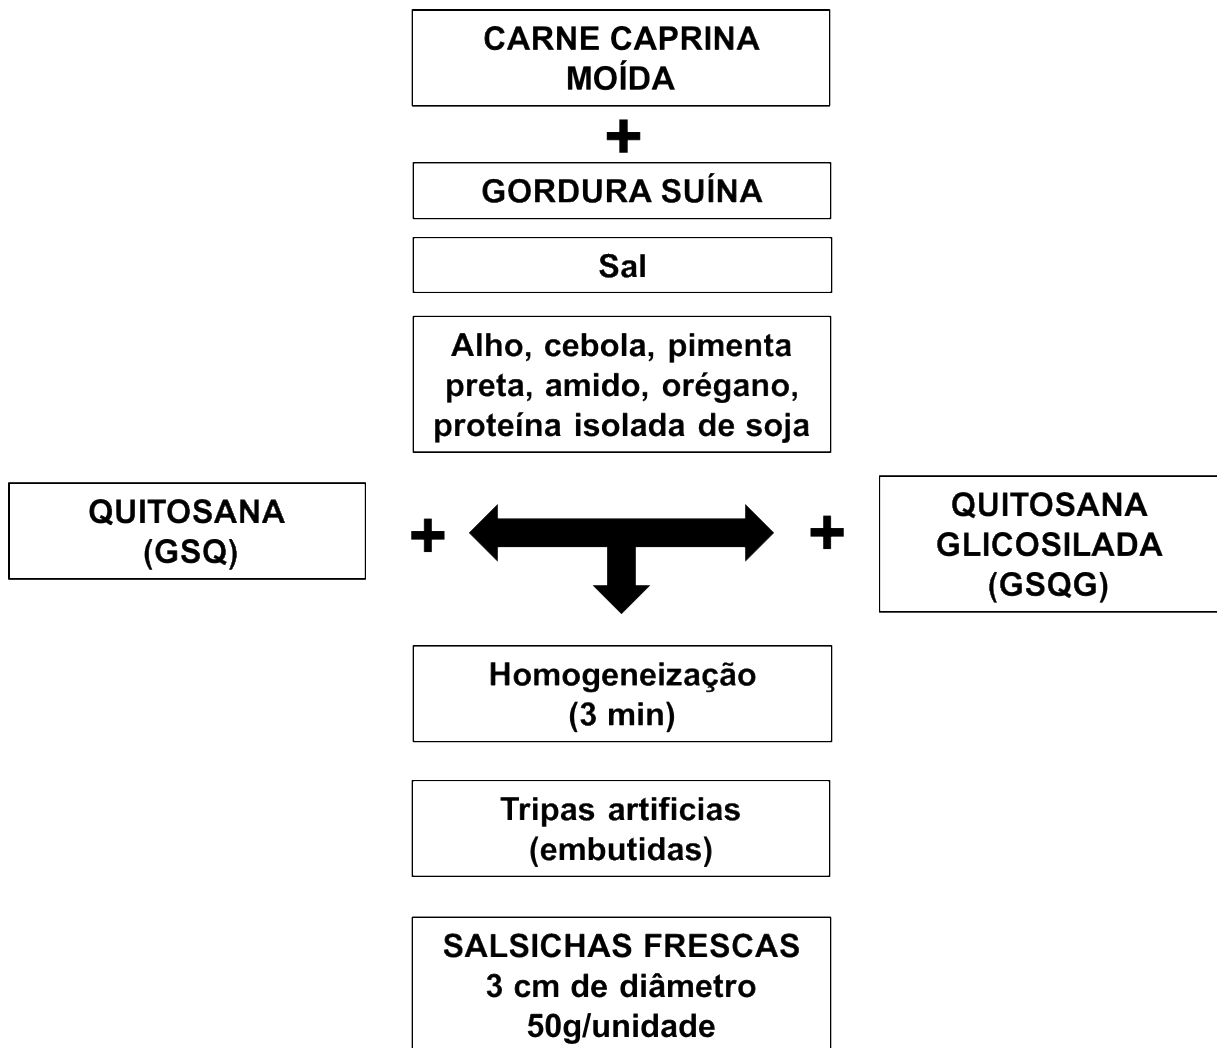 CARNE CAPRINA
MOÍDA
+
GORDURA SUÍNA
Sal
Alho, cebola, pimenta
preta, amido, orégano,
proteína isolada de soja
QUITOSANA
(GSQ)
+
+
QUITOSANA
GLICOSILADA
(GSQG)
Homogeneização
(3 min)
Tripas artificias
(embutidas)
SALSICHAS FRESCAS
3 cm de diâmetro
50g/unidade